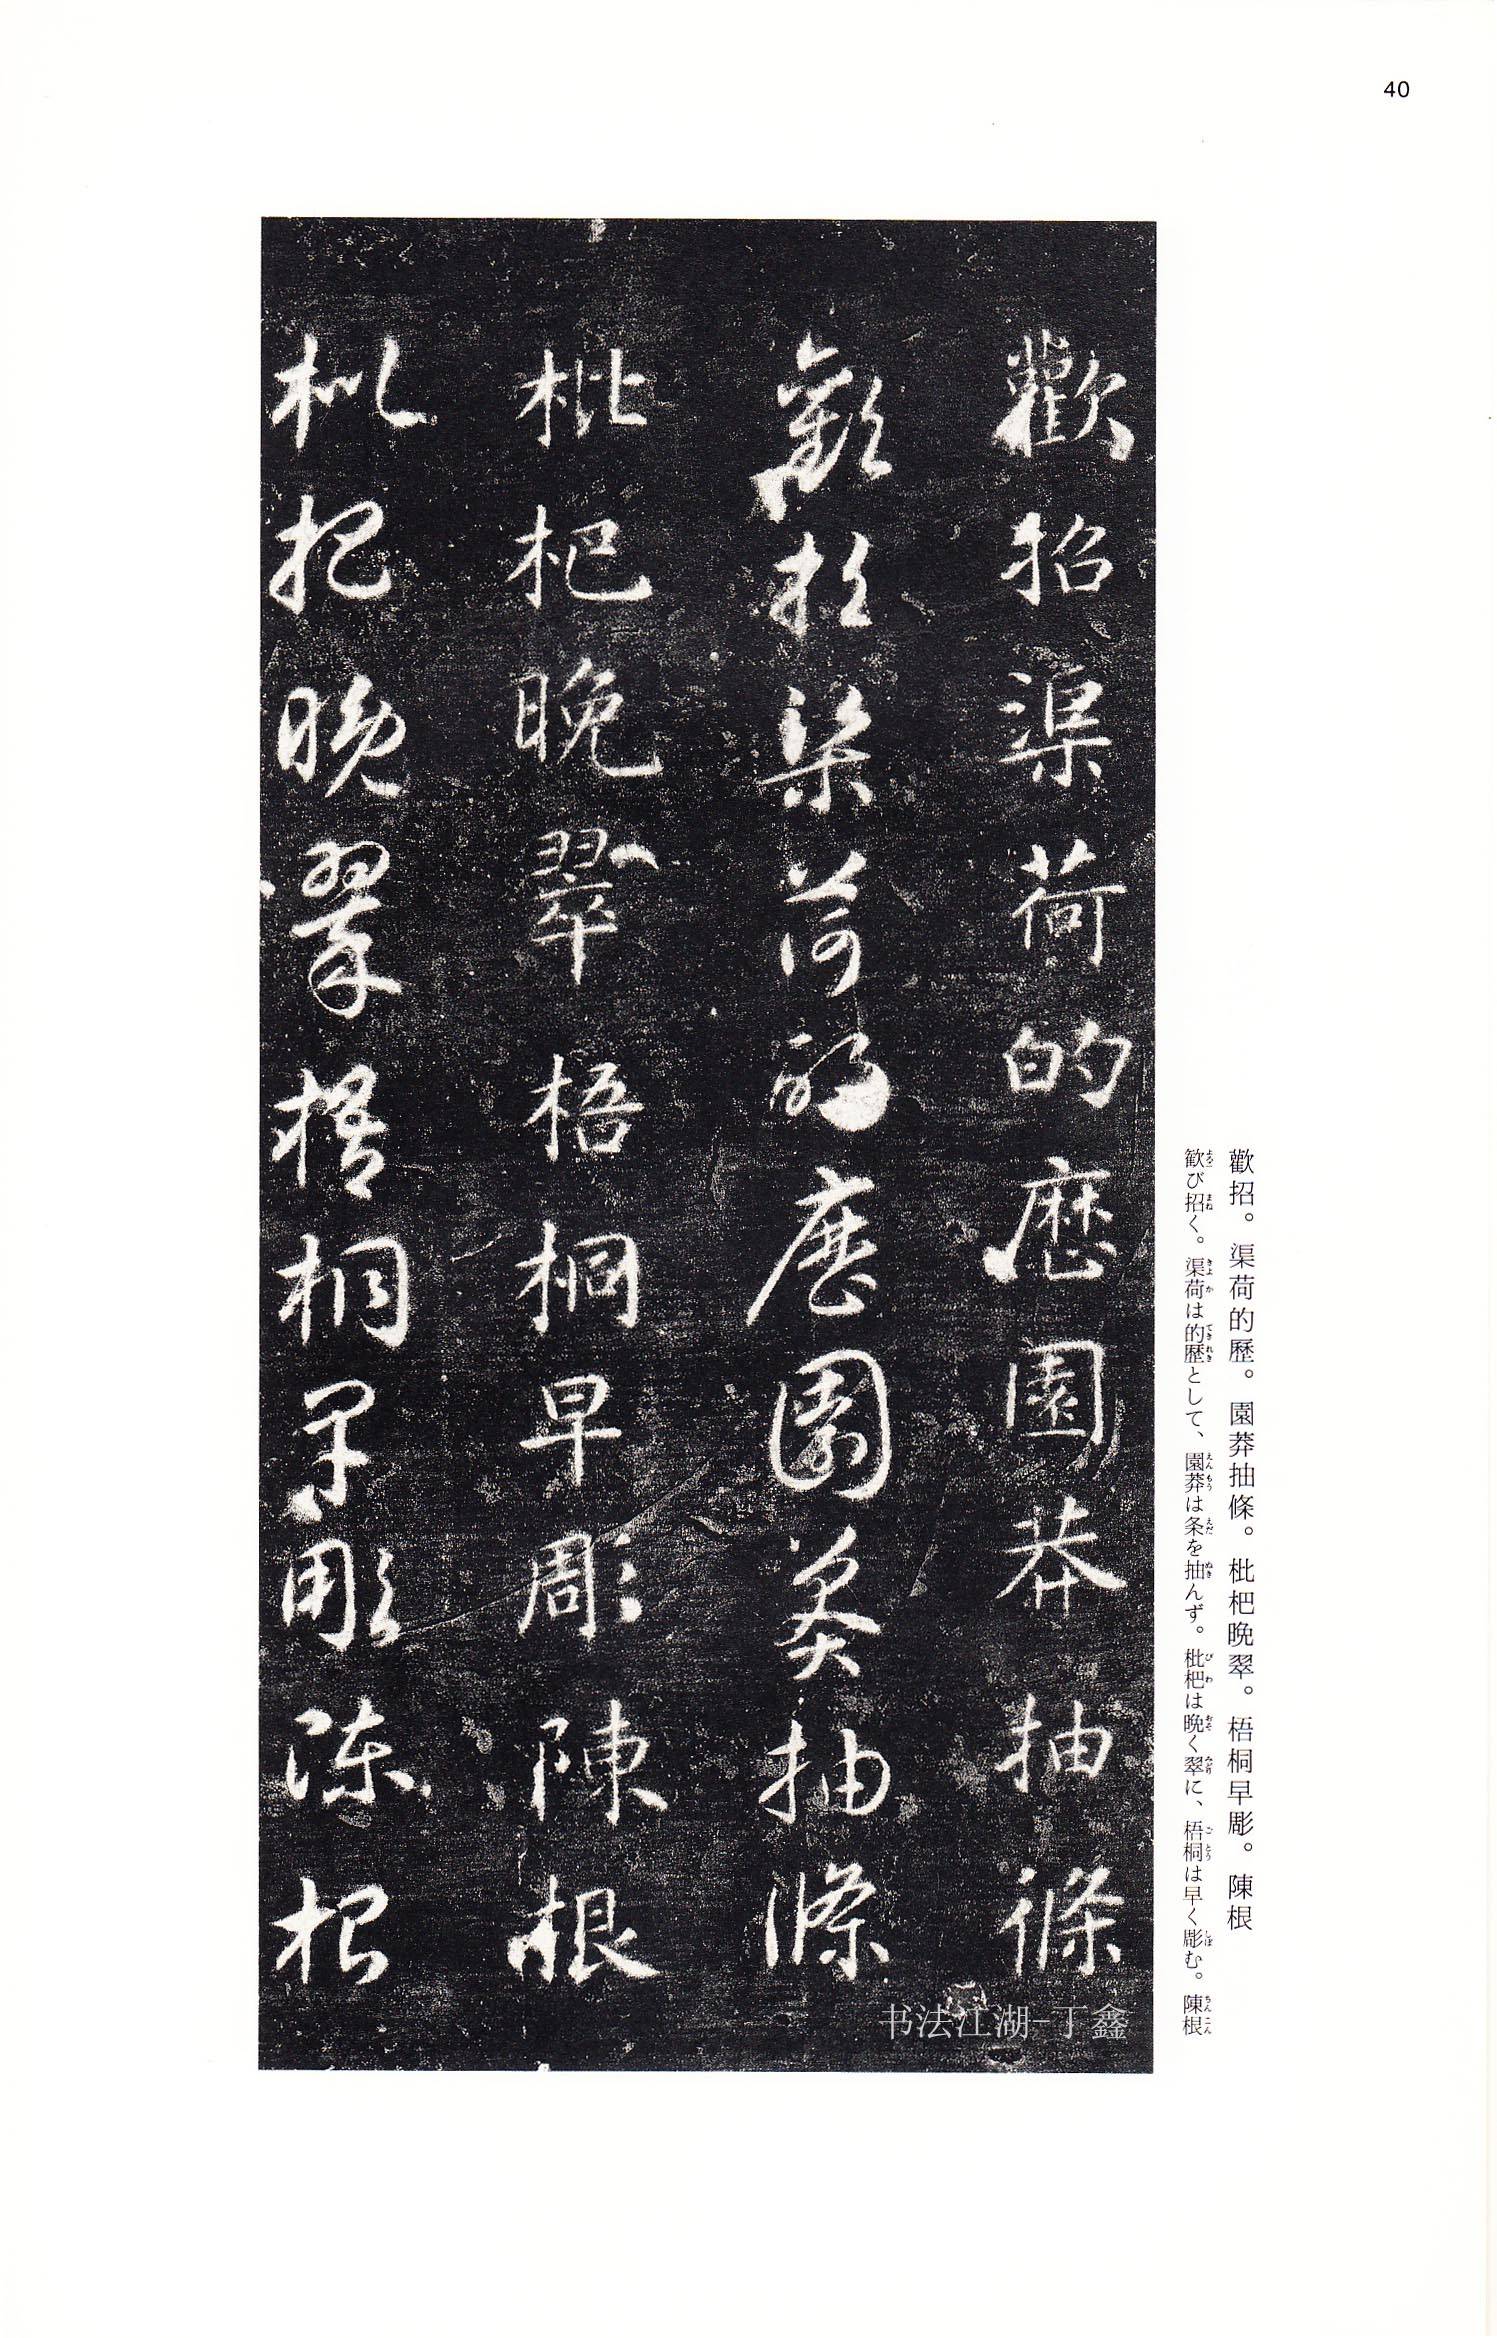 40
歡招。渠荷的歷。園莽抽條。枇杷晩翠。梧桐早彫。陳根
歓び招く。渠荷は的歴として、園莽は条を抽んず。枇杷は晩く翠に、梧桐は早く彫む。陳根
歡招渠荷的歷園莽抽條
歡招渠荷的歷園莽抽條
枇杷晚翠梧桐早彫陳根
枇杷晚翠梧桐早彫陳根
书法江湖-丁鑫